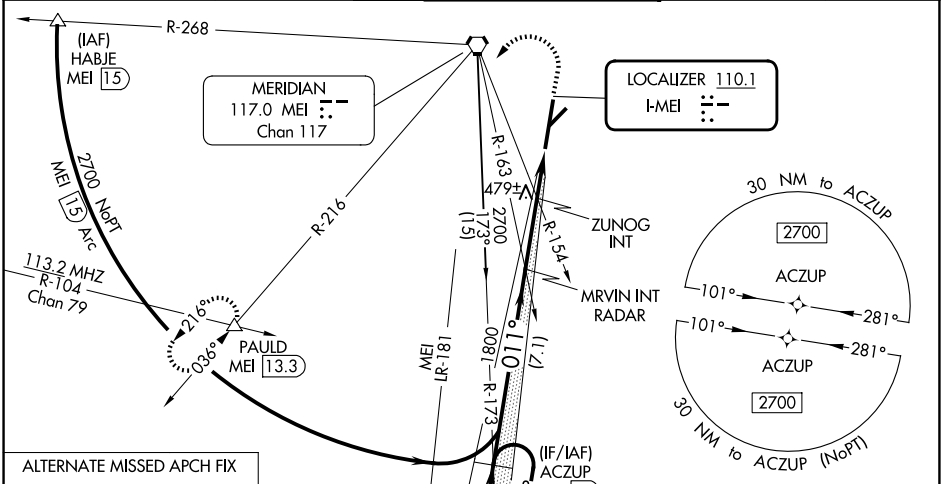 R-268
(IAF)
HABJE
MEI 15
MERIDIAN
117.0 MEI
Chan 117
LOCALIZER 110.1
I-MEI
2700 NoPT
MEI 15 Arc
R-216
R-163
479±
2700
173°
(15)
R-154
ZUNOG
INT
MRVIN INT
RADAR
30 NM to ACZUP
2700
ACZUP
101°
281°
101°
281°
ACZUP
2700
30 NM to ACZUP (NoPT)
113.2 MHZ
R-104
Chan 79
216°
036°
PAULD
MEI 13.3
MEI
LR-181
1800
011°
(7.1)
R-173
(IF/IAF)
ACZUP
ALTERNATE MISSED APCH FIX